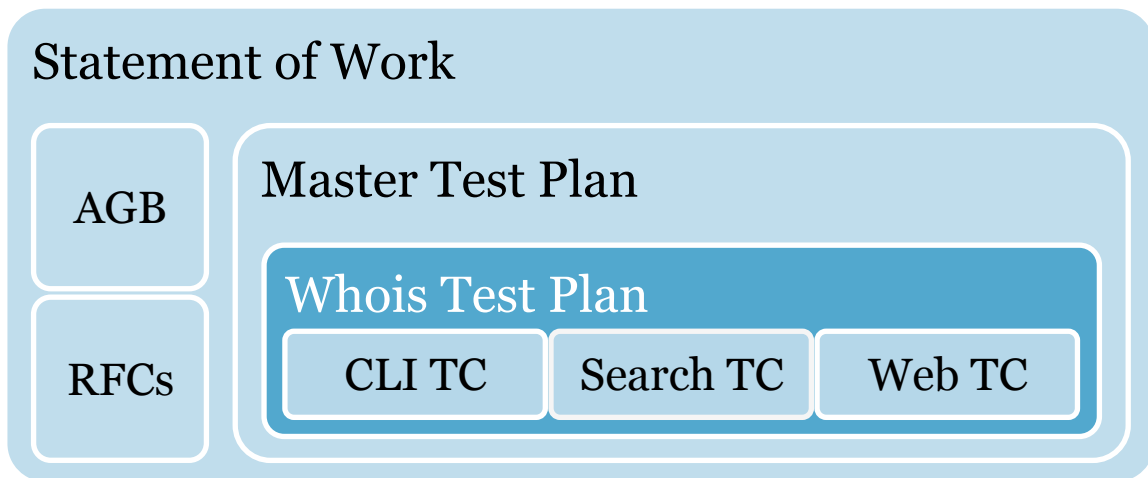 Statement of Work
AGB
RFCs
Master Test Plan
Whois Test Plan
CLI TC
Search TC
Web TC